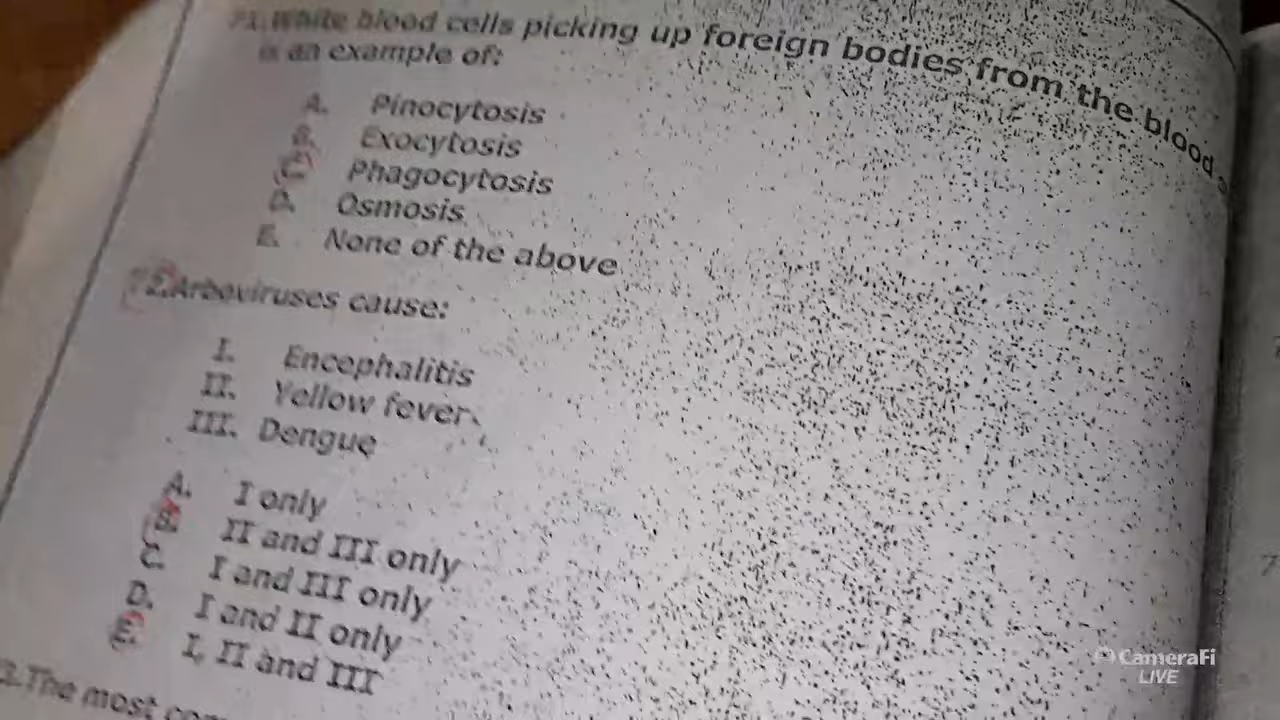 71.White blood cells picking up foreign bodies from the blood
is an example of:
A. Pinocytosis
B. Exocytosis
C. Phagocytosis
D. Osmosis
E. None of the above
2.Arboviruses cause:
I. Encephalitis
II. Yellow fever
III. Dengue
A. I only
B. II and III only
C. I and III only
D. I and II only
E. I, II and III
.The most
7
CameraFi
LIVE